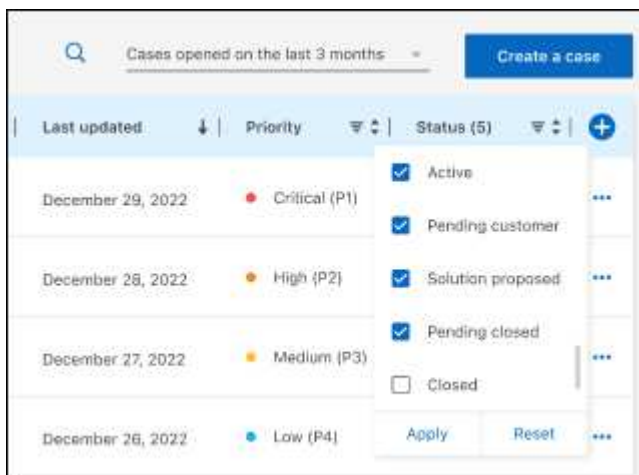 Cases opened on the last 3 months
Create a case
Last updated
Priority
Status (5)
Active
December 29, 2022
Critical (P1)
Pending customer
December 28, 2022
High (P2)
Solution proposed
Pending closed
December 27, 2022
Medium (P3)
Closed
December 26, 2022
Low (P4)
Apply
Reset